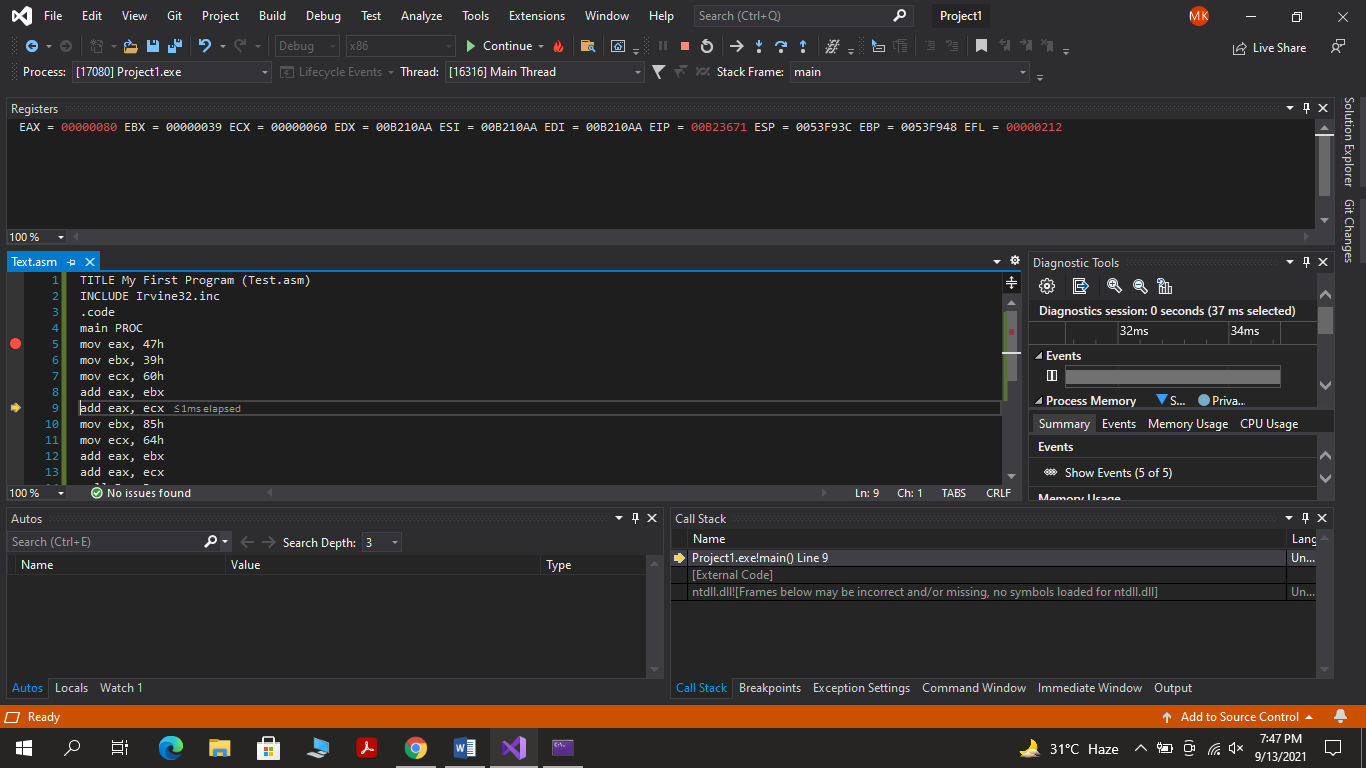 File Edit View Git Project Build Debug Test Analyze Tools Extensions Window Help Search (Ctrl+Q) Project1 MK
Debug x86 Continue Live Share
Process: [17080] Project1.exe Lifecycle Events Thread: [16316] Main Thread Stack Frame: main
Registers
EAX = 00000080 EBX = 00000039 ECX = 00000060 EDX = 00B210AA ESI = 00B210AA EDI = 00B210AA EIP = 00B23671 ESP = 0053F93C EBP = 0053F948 EFL = 00000212
100 %
Solution Explorer
Git Changes
Text.asm
1 TITLE My First Program (Test.asm)
2 INCLUDE Irvine32.inc
3 .code
4 main PROC
5 mov eax, 47h
6 mov ebx, 39h
7 mov ecx, 60h
8 add eax, ebx
9 add eax, ecx ≤1ms elapsed
10 mov ebx, 85h
11 mov ecx, 64h
12 add eax, ebx
13 add eax, ecx
100 % No issues found Ln: 9 Ch: 1 TABS CRLF
Diagnostic Tools
Diagnostics session: 0 seconds (37 ms selected)
32ms 34ms
Events
Process Memory S... Priva...
Summary Events Memory Usage CPU Usage
Events
Show Events (5 of 5)
Memory Usage
Autos
Search (Ctrl+E) Search Depth: 3
Name Value Type
Autos Locals Watch 1
Call Stack
Name Lang
Project1.exe!main() Line 9 Un...
[External Code]
ntdll.dll![Frames below may be incorrect and/or missing, no symbols loaded for ntdll.dll] Un...
Call Stack Breakpoints Exception Settings Command Window Immediate Window Output
Ready Add to Source Control
31°C Haze 7:47 PM
9/13/2021